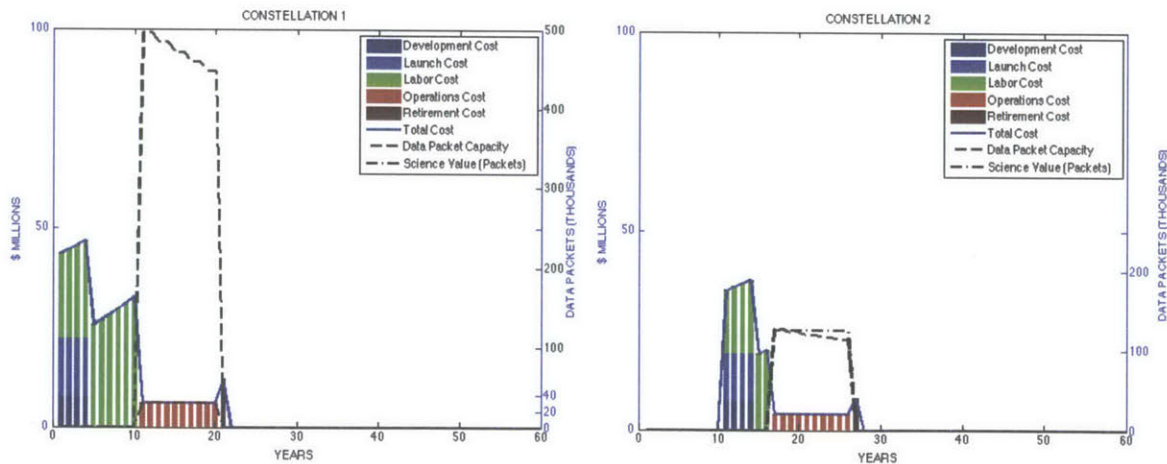 CONSTELLATION 1
100
50
0
$ MILLIONS
Development Cost
Launch Cost
Labor Cost
Operations Cost
Retirement Cost
Total Cost
Data Packet Capacity
Science Value (Packets)
500
400
300
200
100
40
20
0
DATA PACKETS (THOUSANDS)
0 10 20 30 40 50 60
YEARS
CONSTELLATION 2
100
50
0
$ MILLIONS
Development Cost
Launch Cost
Labor Cost
Operations Cost
Retirement Cost
Total Cost
Data Packet Capacity
Science Value (Packets)
200
100
0
DATA PACKETS (THOUSANDS)
0 10 20 30 40 50 60
YEARS